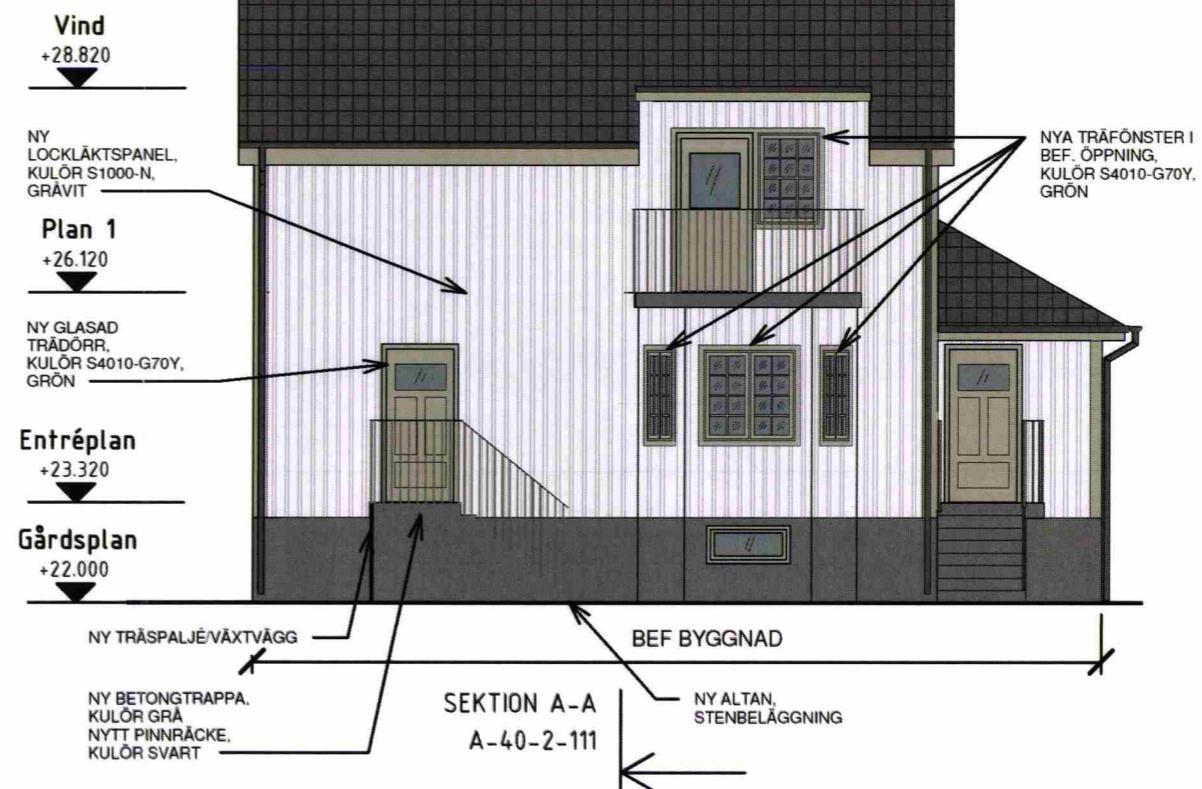 Vind
+28.820
NY
LOCKLÄKTSPANEL,
KULÖR S1000-N,
GRÅVIT
NYA TRÄFÖNSTER I
BEF. ÖPPNING,
KULÖR S4010-G70Y,
GRÖN
Plan 1
+26.120
NY GLASAD
TRÄDÖRR,
KULÖR S4010-G70Y,
GRÖN
Entréplan
+23.320
Gårdsplan
+22.000
NY TRÄSPALJÉ/VÄXTVÄGG
BEF BYGGNAD
NY BETONGTRAPPA,
KULÖR GRÅ
NYTT PINNRÄCKE,
KULÖR SVART
SEKTION A-A
A-40-2-111
NY ALTAN,
STENBELÄGGNING